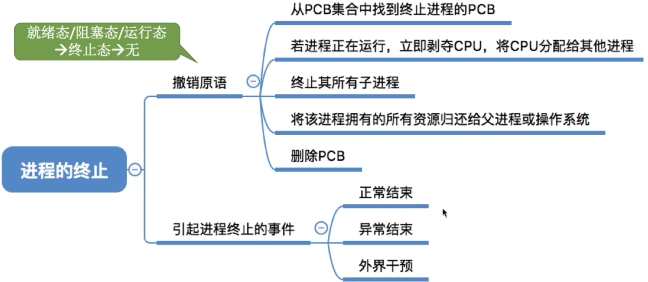 就绪态/阻塞态/运行态
→终止态→无
从PCB集合中找到终止进程的PCB
若进程正在运行，立即剥夺CPU，将CPU分配给其他进程
撤销原语
终止其所有子进程
将该进程拥有的所有资源归还给父进程或操作系统
删除PCB
进程的终止
正常结束
引起进程终止的事件
异常结束
外界干预